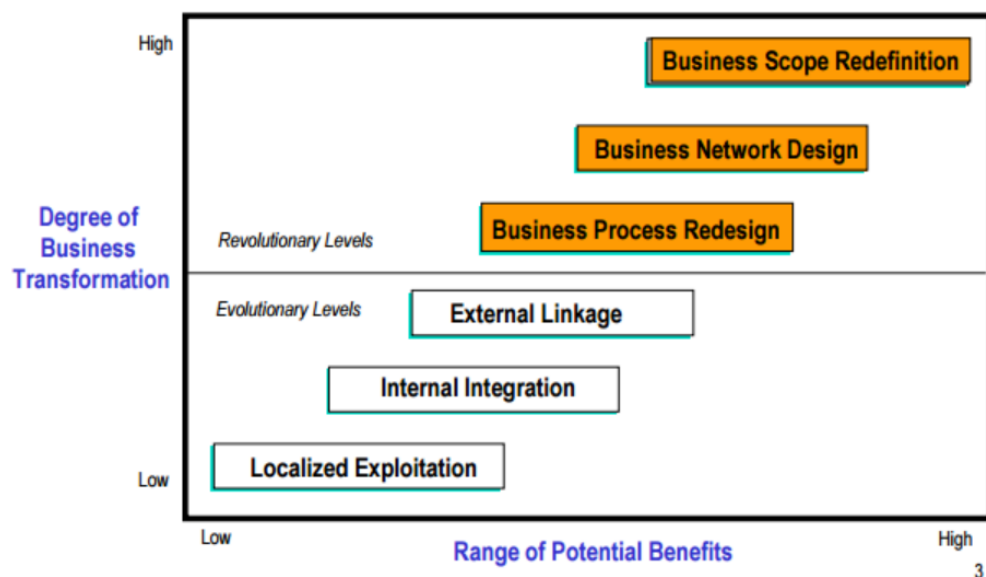 High
Business Scope Redefinition
Business Network Design
Degree of
Business
Transformation
Revolutionary Levels
Business Process Redesign
Evolutionary Levels
External Linkage
Internal Integration
Localized Exploitation
Low
Low
Range of Potential Benefits
High
3